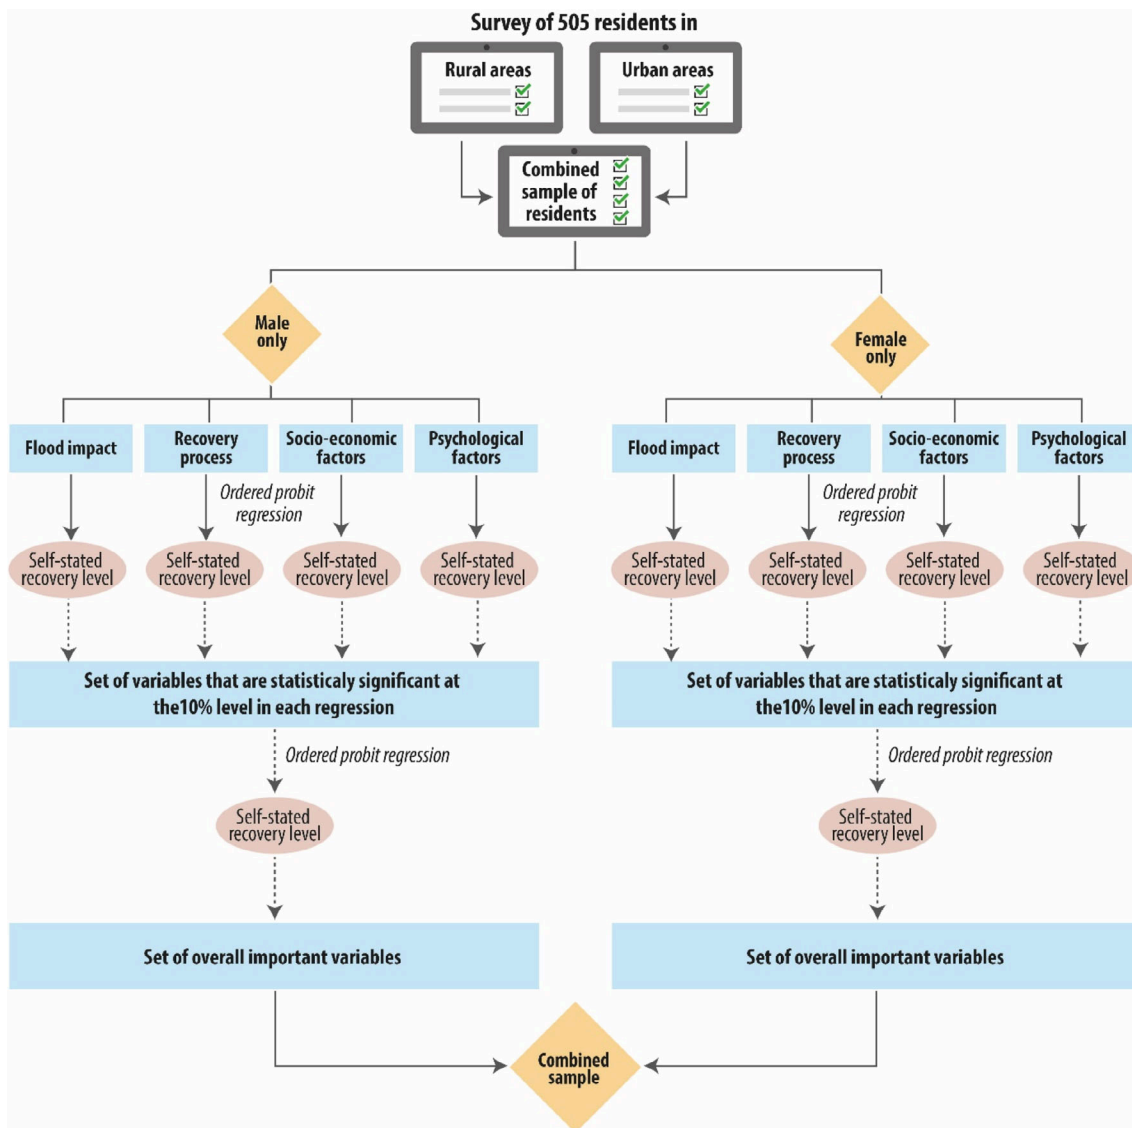 Survey of 505 residents in
Rural areas
Urban areas
Combined
sample of
residents
Male
only
Female
only
Flood impact
Recovery
process
Socio-economic
factors
Psychological
factors
Flood impact
Recovery
process
Socio-economic
factors
Psychological
factors
Ordered probit
regression
Ordered probit
regression
Self-stated
recovery level
Self-stated
recovery level
Self-stated
recovery level
Self-stated
recovery level
Self-stated
recovery level
Self-stated
recovery level
Self-stated
recovery level
Self-stated
recovery level
Set of variables that are statisticaly significant at
the10% level in each regression
Set of variables that are statisticaly significant at
the10% level in each regression
Ordered probit regression
Ordered probit regression
Self-stated
recovery level
Self-stated
recovery level
Set of overall important variables
Set of overall important variables
Combined
sample